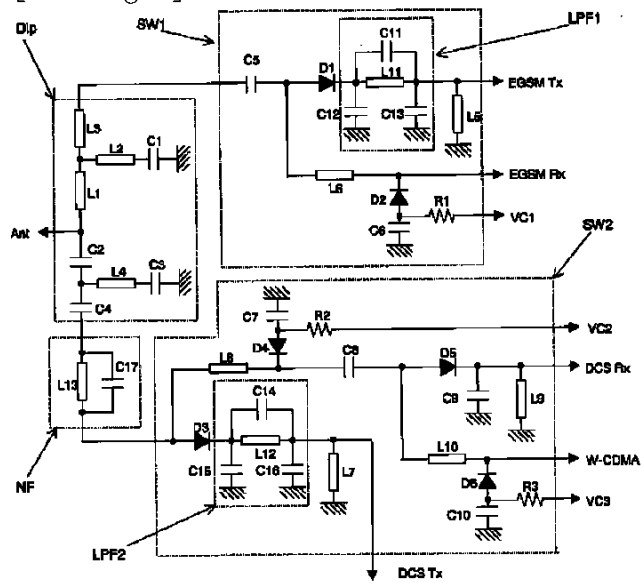 Dip
SW1
LPF1
C5
D1
C11
L11
C12
C13
L5
EGSM Tx
L3
L2
C1
L1
L6
EGSM Rx
D2
R1
C6
VC1
Ant
C2
L4
C3
C4
SW2
C7
R2
VC2
D4
L8
C8
D5
DCS Rx
C9
L9
L13
C17
C14
D3
L12
C15
C16
L7
L10
W-CDMA
D6
R3
VC3
C10
NF
LPF2
DCS Tx